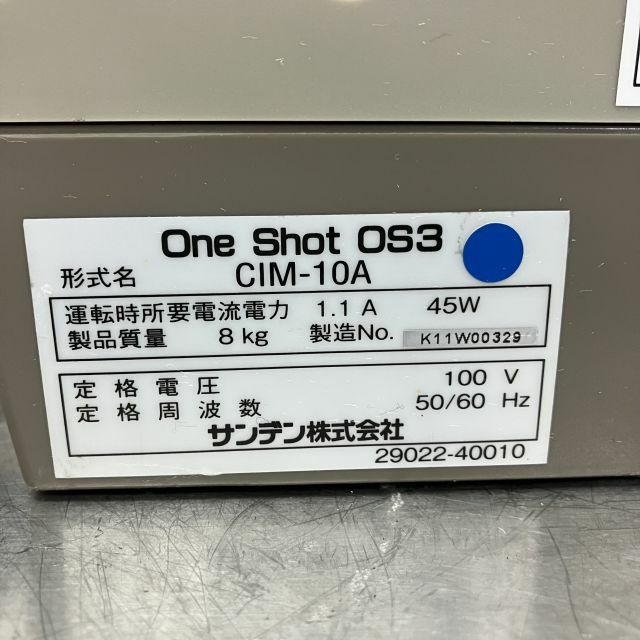 One Shot OS3
形式名 CIM-10A
運転時所要電流電力 1.1 A 45W
製品質量 8 kg 製造No. K11W00329
定格電圧 100 V
定格周波数 50/60 Hz
サンデン株式会社
29022-40010